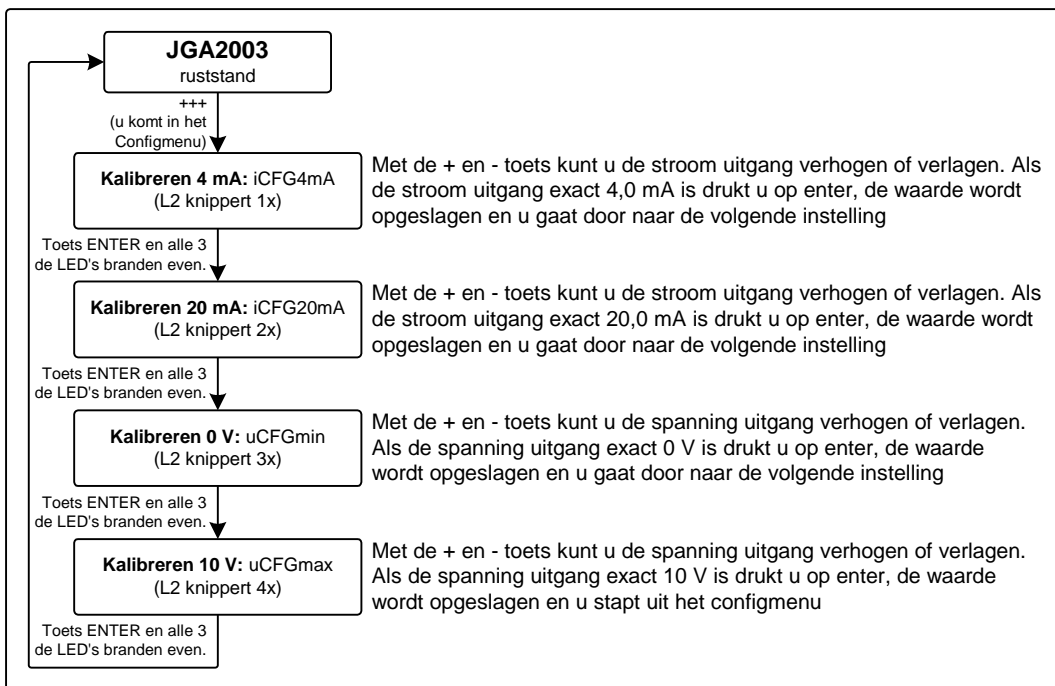 JGA2003
ruststand
+++
(u komt in het
Configmenu)
Kalibreren 4 mA: iCFG4mA
(L2 knippert 1x)
Met de + en - toets kunt u de stroom uitgang verhogen of verlagen. Als
de stroom uitgang exact 4,0 mA is drukt u op enter, de waarde wordt
opgeslagen en u gaat door naar de volgende instelling
Toets ENTER en alle 3
de LED's branden even.
Kalibreren 20 mA: iCFG20mA
(L2 knippert 2x)
Met de + en - toets kunt u de stroom uitgang verhogen of verlagen. Als
de stroom uitgang exact 20,0 mA is drukt u op enter, de waarde wordt
opgeslagen en u gaat door naar de volgende instelling
Toets ENTER en alle 3
de LED's branden even.
Kalibreren 0 V: uCFGmin
(L2 knippert 3x)
Met de + en - toets kunt u de spanning uitgang verhogen of verlagen.
Als de spanning uitgang exact 0 V is drukt u op enter, de waarde
wordt opgeslagen en u gaat door naar de volgende instelling
Toets ENTER en alle 3
de LED's branden even.
Kalibreren 10 V: uCFGmax
(L2 knippert 4x)
Met de + en - toets kunt u de spanning uitgang verhogen of verlagen.
Als de spanning uitgang exact 10 V is drukt u op enter, de waarde
wordt opgeslagen en u stapt uit het configmenu
Toets ENTER en alle 3
de LED's branden even.